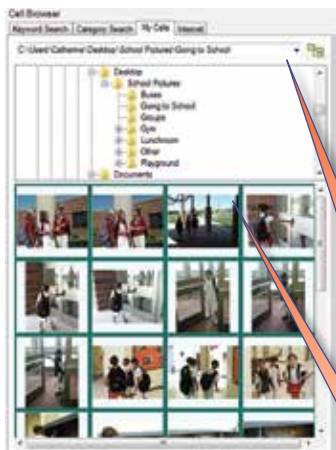 Cell Browser
Keyword Search Category Search My Cells Internet
C:\Users\Catherine\Desktop\School Pictures\Going to School
Desktop
School Pictures
Buses
Going to School
Groups
Gym
Lunchroom
Other
Playground
Documents